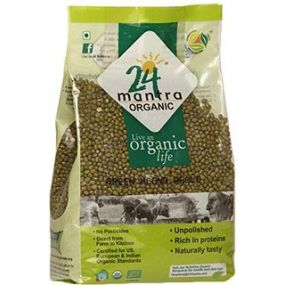 24
mantra
ORGANIC
Live an
organic
life
GREEN MOONG WHOLE
No Pesticides
Direct from
Farm to Kitchen
Certified for US,
European & Indian
Organic Standards
Unpolished
Rich in proteins
Naturally tasty